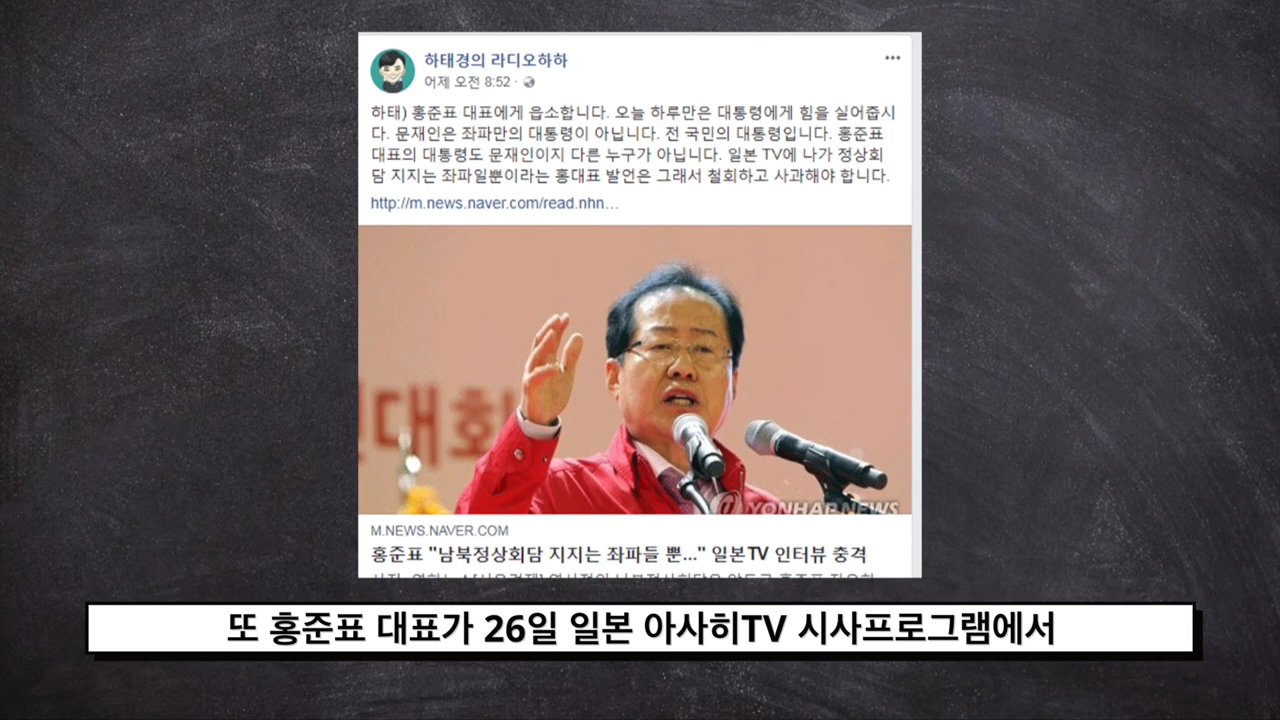 하태경의 라디오하하
어제 오전 8:52 ·
하태) 홍준표 대표에게 읍소합니다. 오늘 하루만은 대통령에게 힘을 실어줍시
다. 문재인은 좌파만의 대통령이 아닙니다. 전 국민의 대통령입니다. 홍준표
대표의 대통령도 문재인이지 다른 누구가 아닙니다. 일본 TV에 나가 정상회
담 지지는 좌파일뿐이라는 홍대표 발언은 그래서 철회하고 사과해야 합니다.
http://m.news.naver.com/read.nhn…
대회
YONHAP NEWS
M.NEWS.NAVER.COM
홍준표 "남북정상회담 지지는 좌파들 뿐..." 일본TV 인터뷰 충격
또 홍준표 대표가 26일 일본 아사히TV 시사프로그램에서